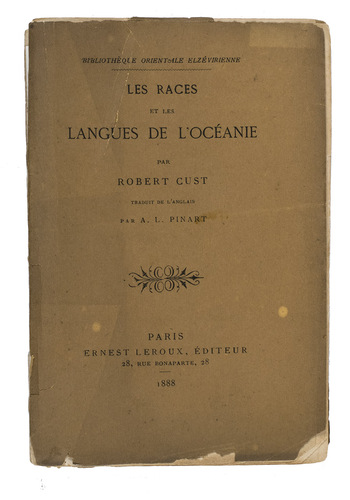 BIBLIOTHÈQUE ORIENTALE ELZÉVIRIENNE
LES RACES
ET LES
LANGUES DE L'OCÉANIE
PAR
ROBERT CUST
TRADUIT DE L'ANGLAIS
PAR A. L. PINART
PARIS
ERNEST LEROUX, ÉDITEUR
28, RUE BONAPARTE, 28
1888